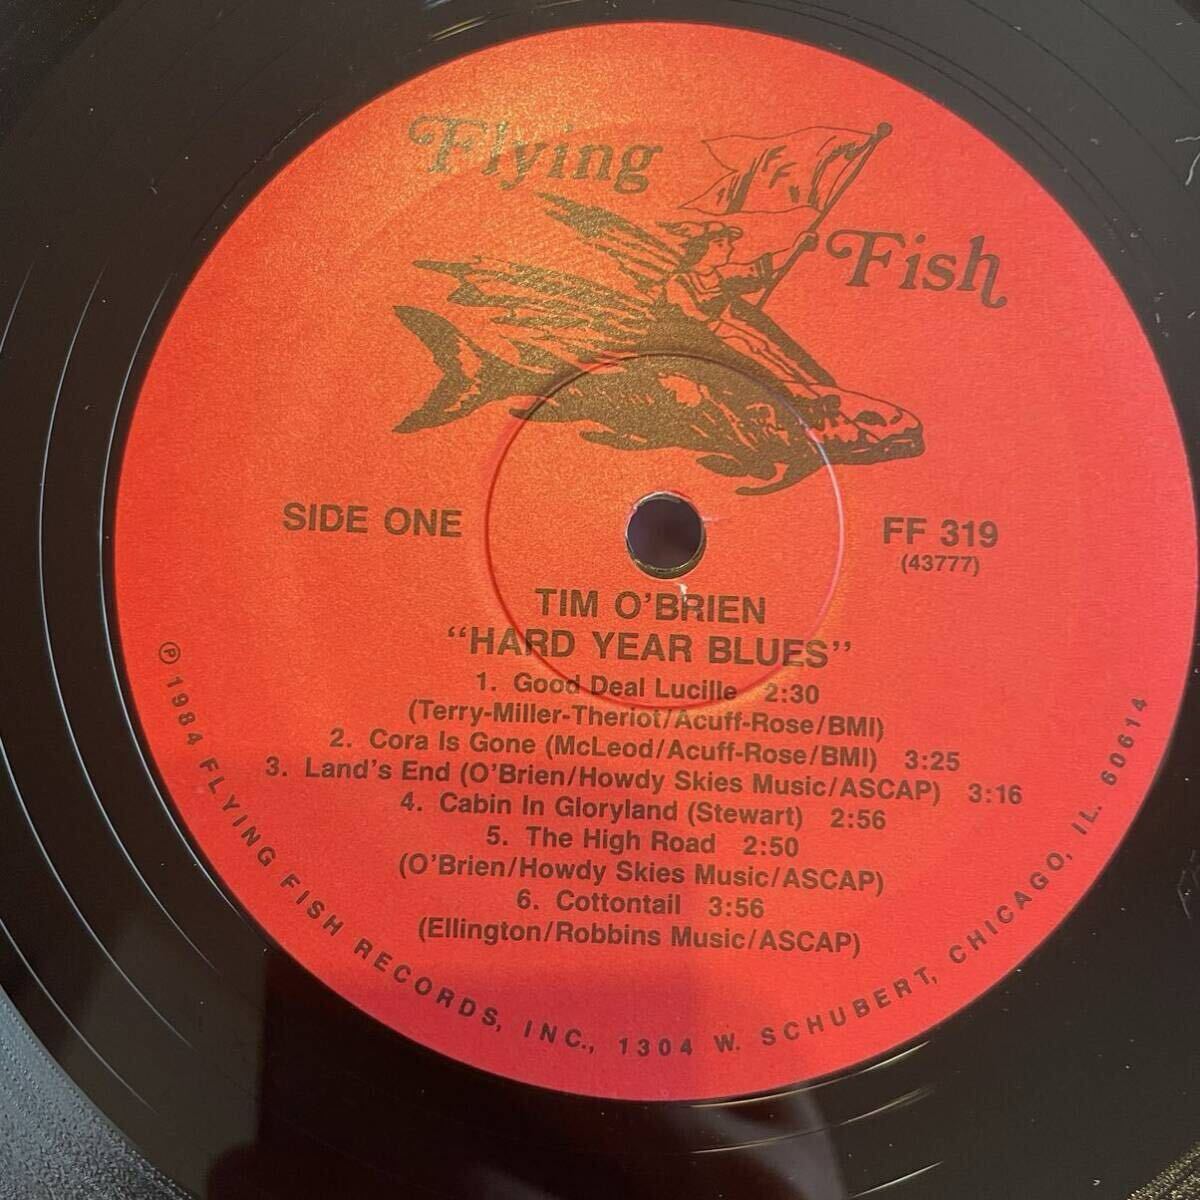 Flying
Fish
SIDE ONE
FF 319
(43777)
TIM O'BRIEN
“HARD YEAR BLUES”
1. Good Deal Lucille 2:30
(Terry-Miller-Theriot/Acuff-Rose/BMI)
2. Cora Is Gone (McLeod/Acuff-Rose/BMI) 3:25
3. Land's End (O'Brien/Howdy Skies Music/ASCAP) 3:16
4. Cabin In Gloryland (Stewart) 2:56
5. The High Road 2:50
(O'Brien/Howdy Skies Music/ASCAP)
6. Cottontail 3:56
(Ellington/Robbins Music/ASCAP)
℗ 1984 FLYING FISH RECORDS, INC., 1304 W. SCHUBERT, CHICAGO, IL. 60614